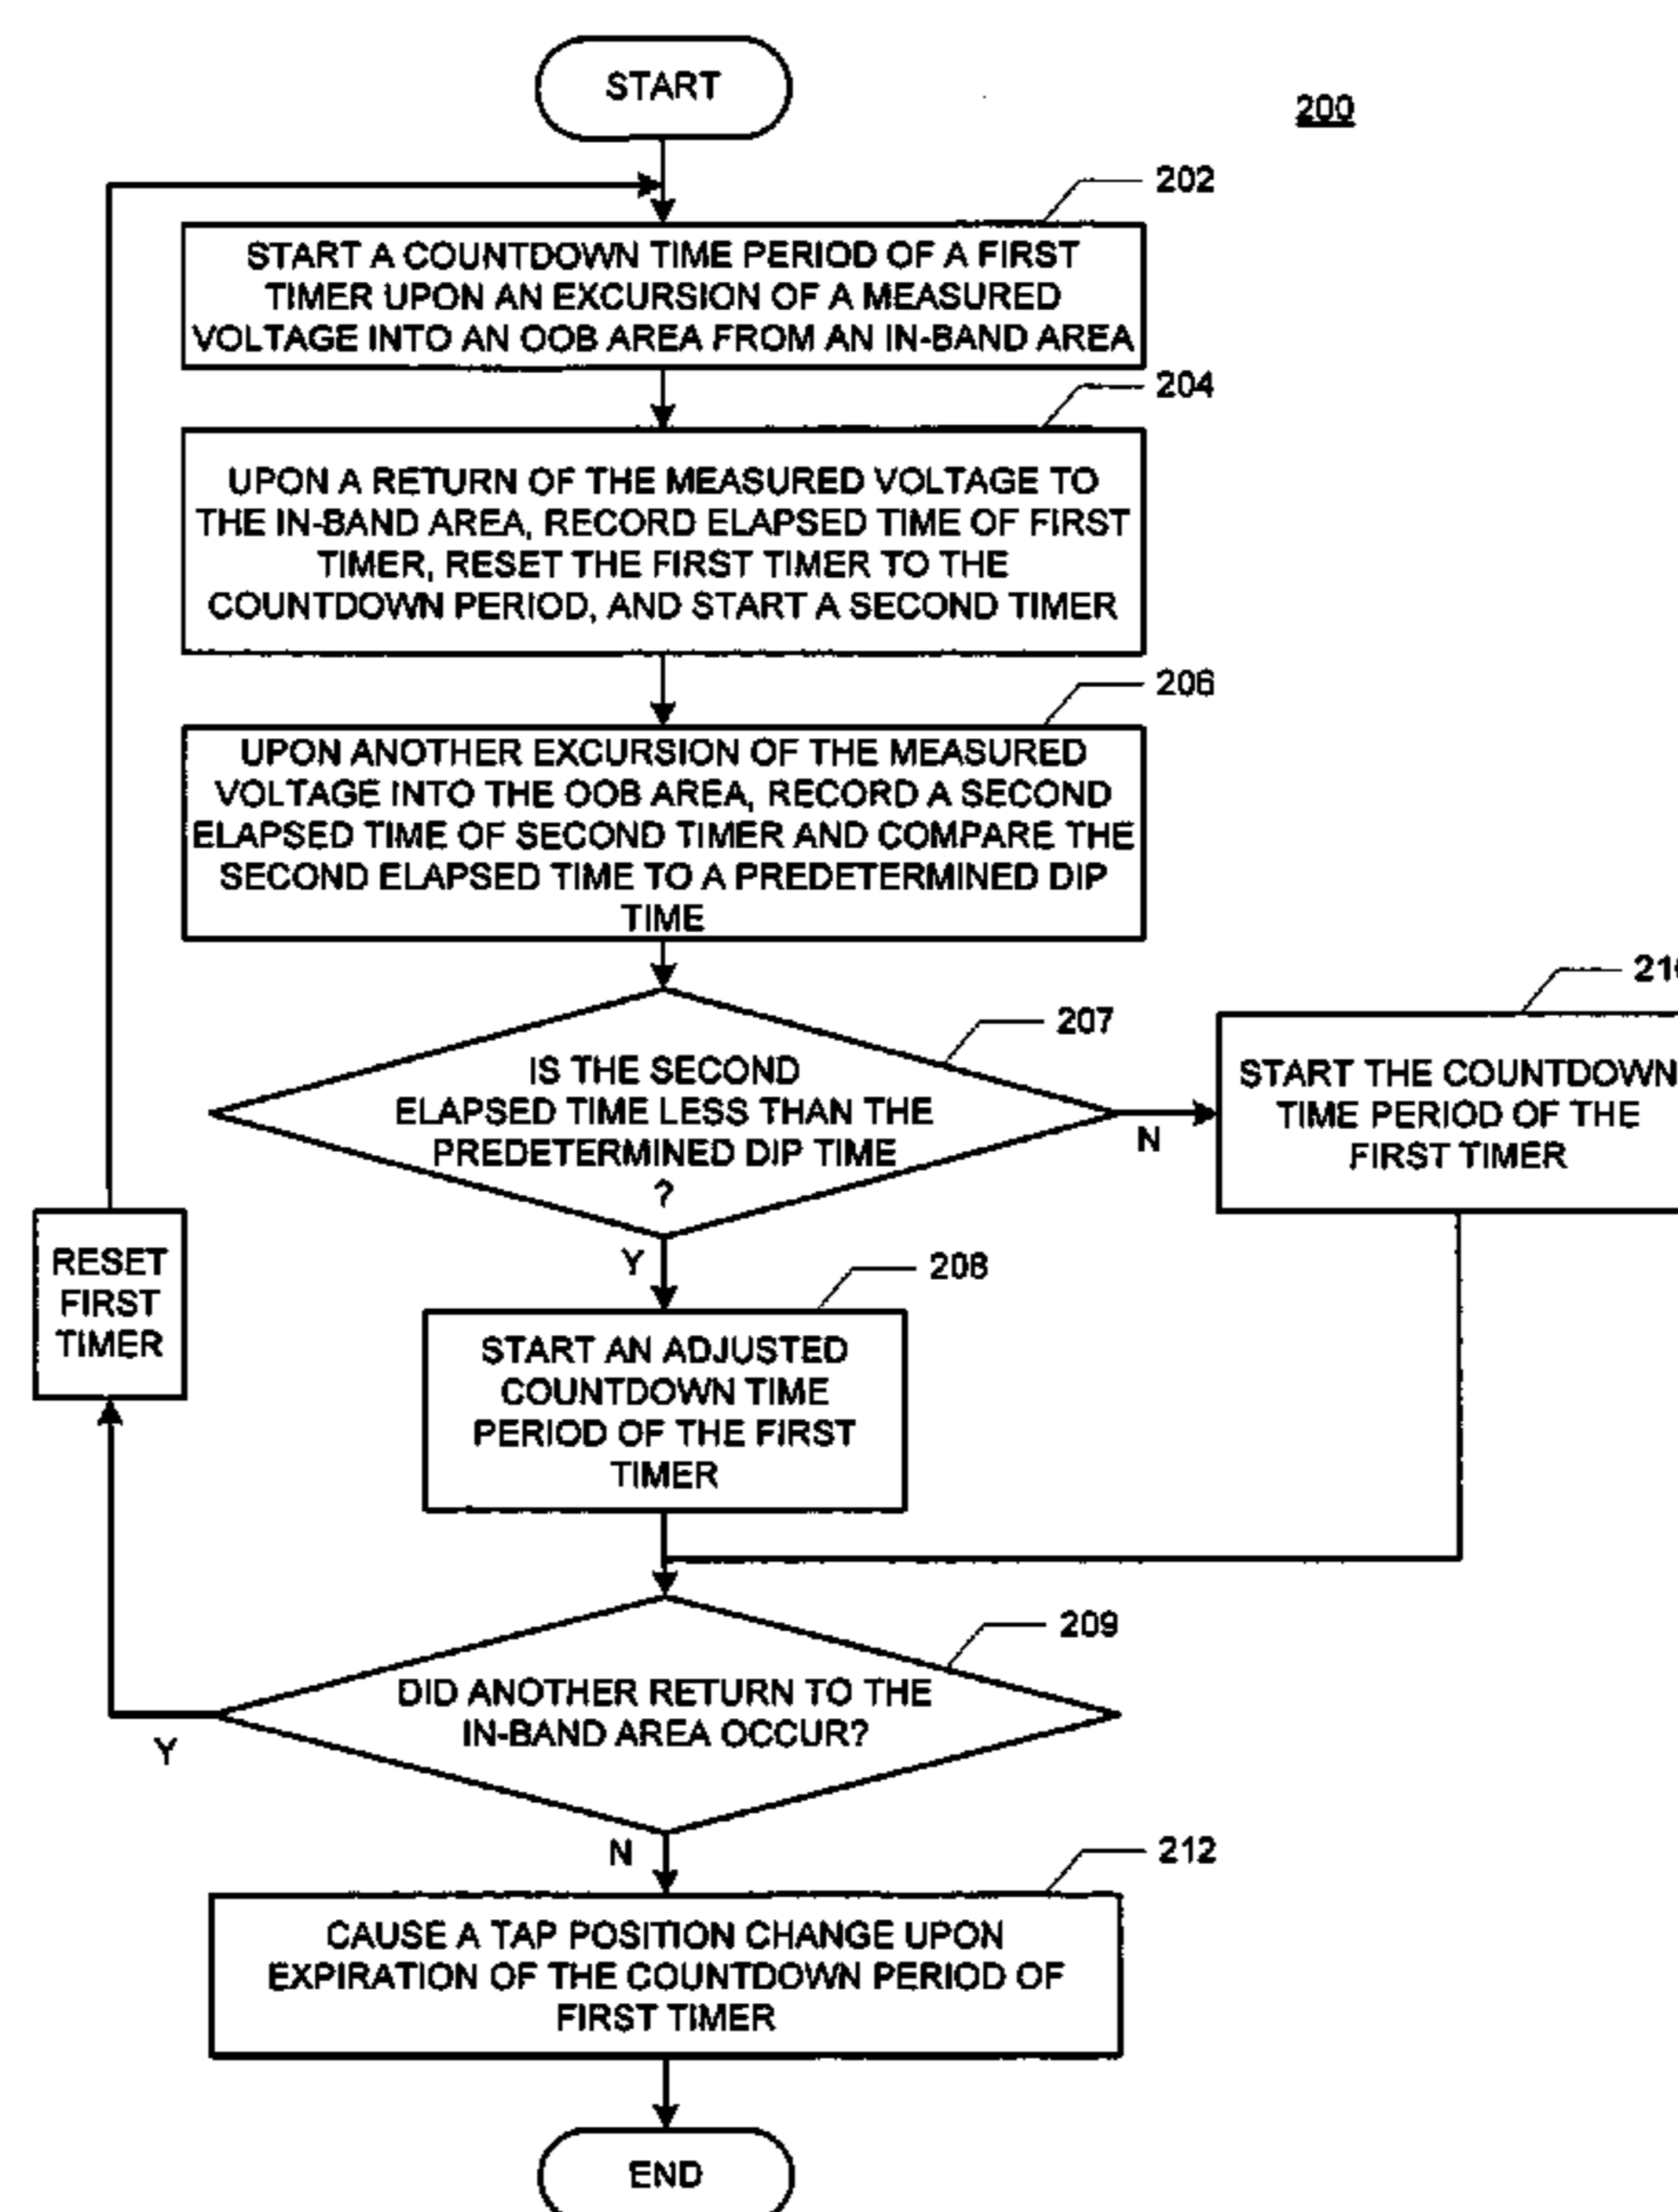 START
200
202
START A COUNTDOWN TIME PERIOD OF A FIRST
TIMER UPON AN EXCURSION OF A MEASURED
VOLTAGE INTO AN OOB AREA FROM AN IN-BAND AREA
204
UPON A RETURN OF THE MEASURED VOLTAGE TO
THE IN-BAND AREA, RECORD ELAPSED TIME OF FIRST
TIMER, RESET THE FIRST TIMER TO THE
COUNTDOWN PERIOD, AND START A SECOND TIMER
206
UPON ANOTHER EXCURSION OF THE MEASURED
VOLTAGE INTO THE OOB AREA, RECORD A SECOND
ELAPSED TIME OF SECOND TIMER AND COMPARE THE
SECOND ELAPSED TIME TO A PREDETERMINED DIP
TIME
207
IS THE SECOND
ELAPSED TIME LESS THAN THE
PREDETERMINED DIP TIME
?
N
210
START THE COUNTDOWN
TIME PERIOD OF THE
FIRST TIMER
Y
208
START AN ADJUSTED
COUNTDOWN TIME
PERIOD OF THE FIRST
TIMER
RESET
FIRST
TIMER
209
DID ANOTHER RETURN TO THE
IN-BAND AREA OCCUR?
Y
N
212
CAUSE A TAP POSITION CHANGE UPON
EXPIRATION OF THE COUNTDOWN PERIOD OF
FIRST TIMER
END